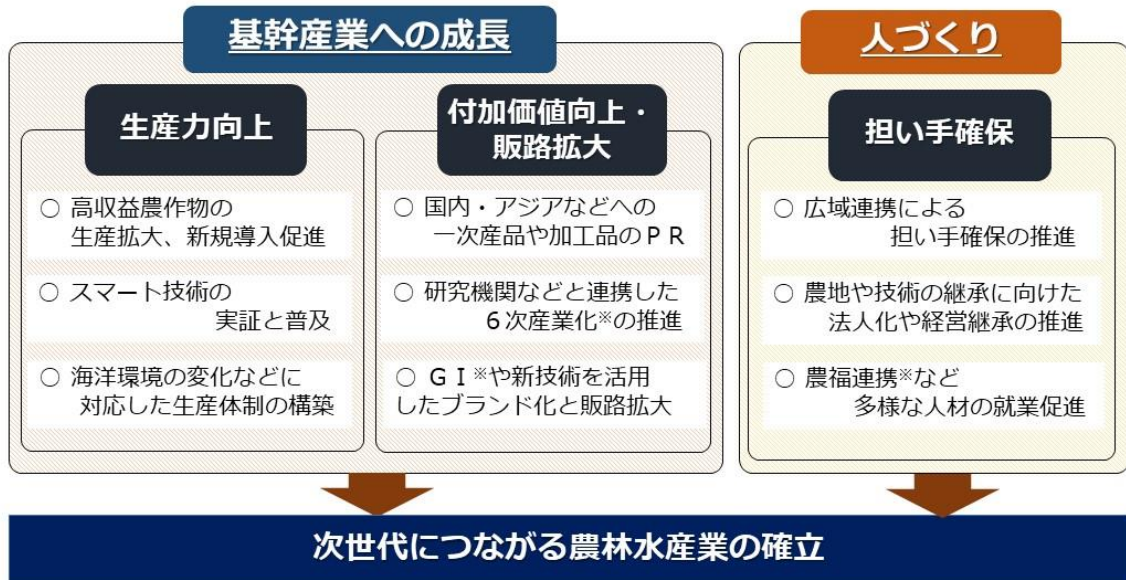 基幹産業への成長
生産力向上
○ 高収益農作物の
生産拡大、新規導入促進
○ スマート技術の
実証と普及
○ 海洋環境の変化などに
対応した生産体制の構築
付加価値向上・
販路拡大
○ 国内・アジアなどへの
一次産品や加工品のＰＲ
○ 研究機関などと連携した
６次産業化※の推進
○ ＧＩ※や新技術を活用
したブランド化と販路拡大
人づくり
担い手確保
○ 広域連携による
担い手確保の推進
○ 農地や技術の継承に向けた
法人化や経営継承の推進
○ 農福連携※など
多様な人材の就業促進
次世代につながる農林水産業の確立